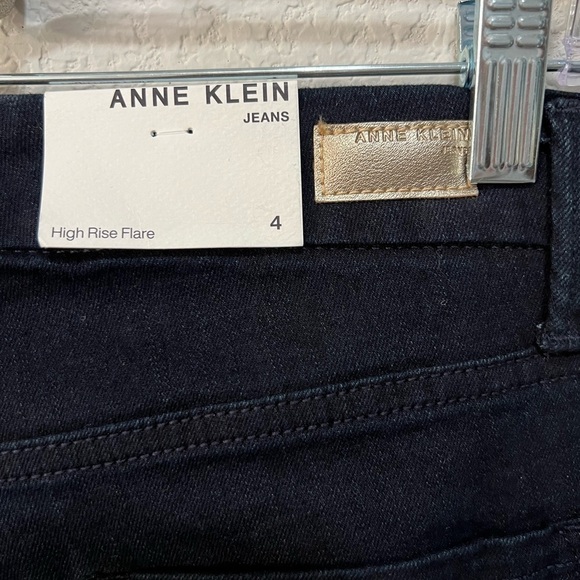 ANNE KLEIN
JEANS
High Rise Flare
4
ANNE KLEIN